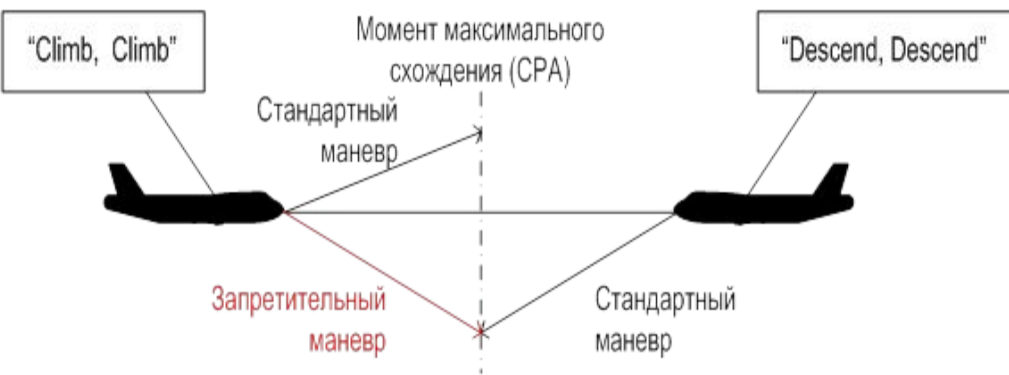 “Climb, Climb”
Момент максимального
схождения (CPA)
“Descend, Descend”
Стандартный
маневр
Запретительный
маневр
Стандартный
маневр